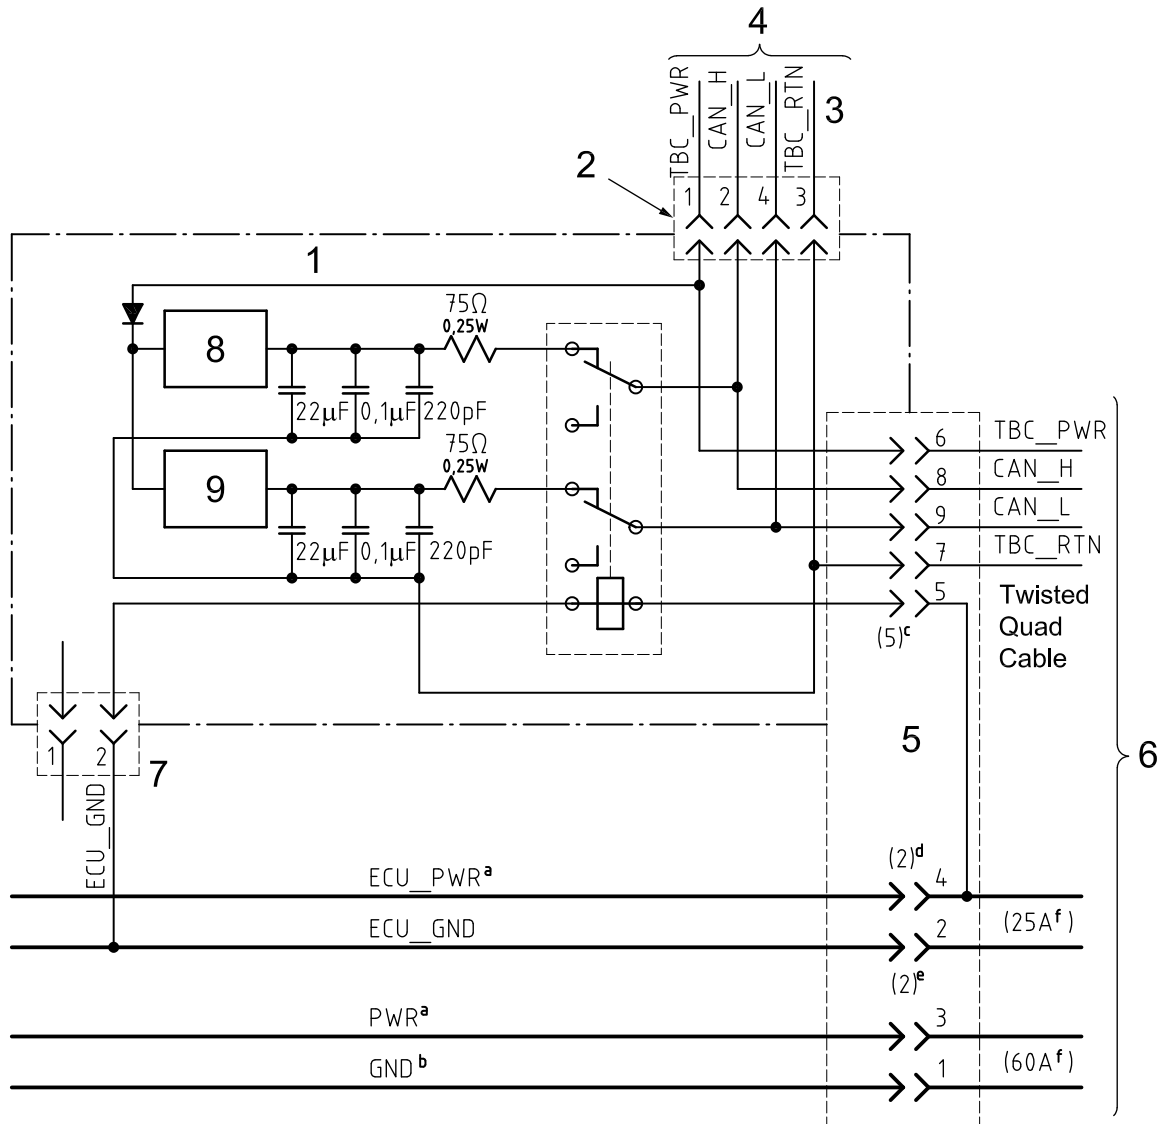 4
TBC_PWR
CAN_H
CAN_L
TBC_RTN
3
2
1 2 4 3
1
75Ω
0,25W
8
22µF 0,1µF 220pF
75Ω
0,25W
9
22µF 0,1µF 220pF
6 TBC_PWR
8 CAN_H
9 CAN_L
7 TBC_RTN
5
(5)c
Twisted
Quad
Cable
5
6
1 2
7
ECU_GND
ECU_PWRa
(2)d
4
ECU_GND
2
(25Af)
(2)e
PWRa
3
GNDb
1
(60Af)